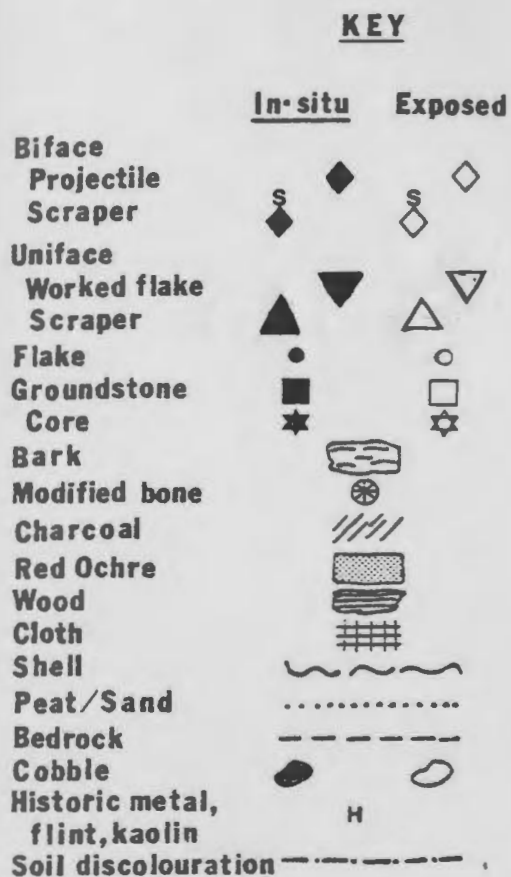 KEY
In-situ Exposed
Biface
Projectile
S S
Scraper
Uniface
Worked flake
Scraper
Flake
Groundstone
Core
Bark
Modified bone
Charcoal
Red Ochre
Wood
Cloth
Shell
Peat/Sand
Bedrock
Cobble
Historic metal,
H
flint, kaolin
Soil discolouration